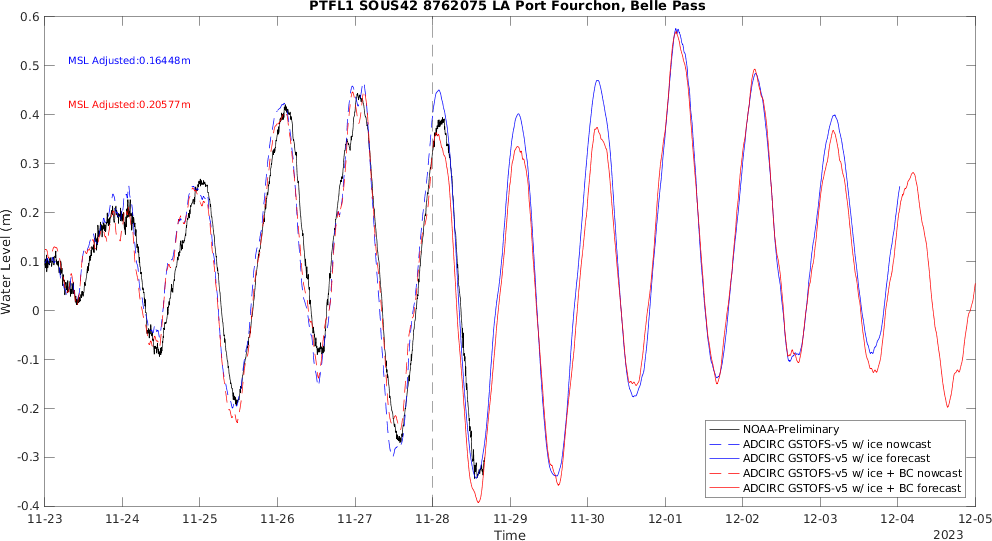 PTFL1 SOUS42 8762075 LA Port Fourchon, Belle Pass
0.6
0.5
0.4
0.3
0.2
0.1
0
-0.1
-0.2
-0.3
-0.4
Water Level (m)
MSL Adjusted:0.16448m
MSL Adjusted:0.20577m
NOAA-Preliminary
ADCIRC GSTOFS-v5 w/ ice nowcast
ADCIRC GSTOFS-v5 w/ ice forecast
ADCIRC GSTOFS-v5 w/ ice + BC nowcast
ADCIRC GSTOFS-v5 w/ ice + BC forecast
11-23 11-24 11-25 11-26 11-27 11-28 11-29 11-30 12-01 12-02 12-03 12-04 12-05
Time
2023